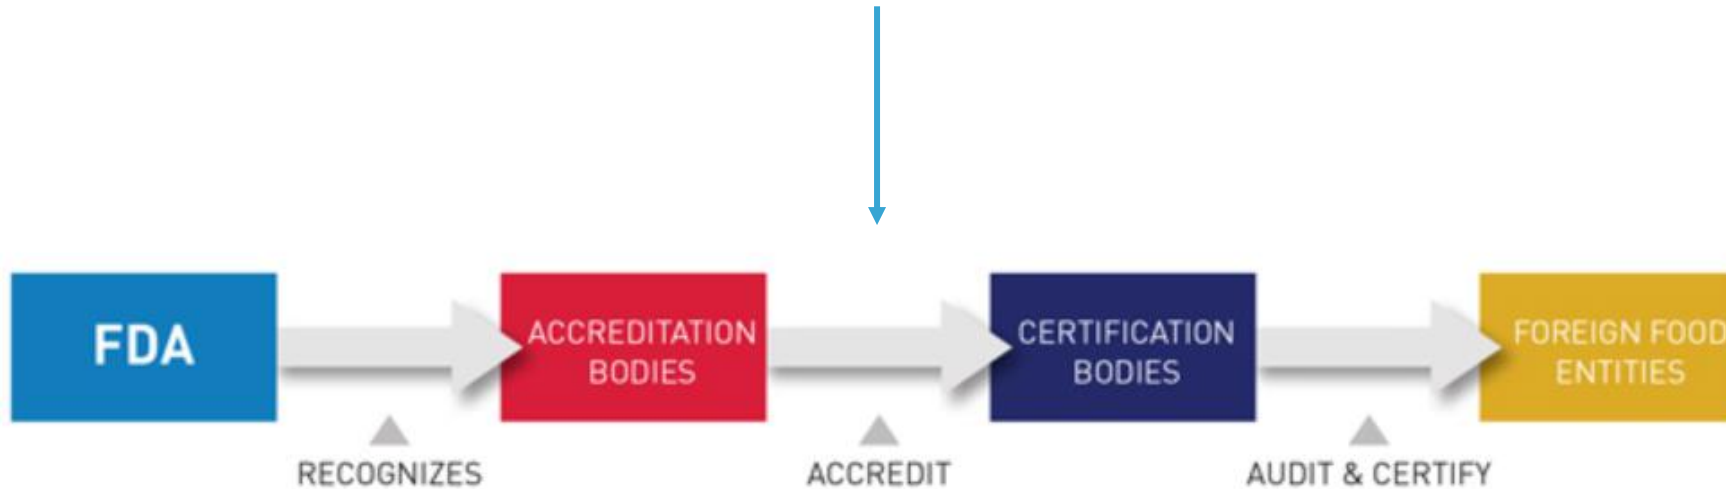 FDA
ACCREDITATION
BODIES
CERTIFICATION
BODIES
FOREIGN FOOD
ENTITIES
RECOGNIZES
ACCREDIT
AUDIT & CERTIFY